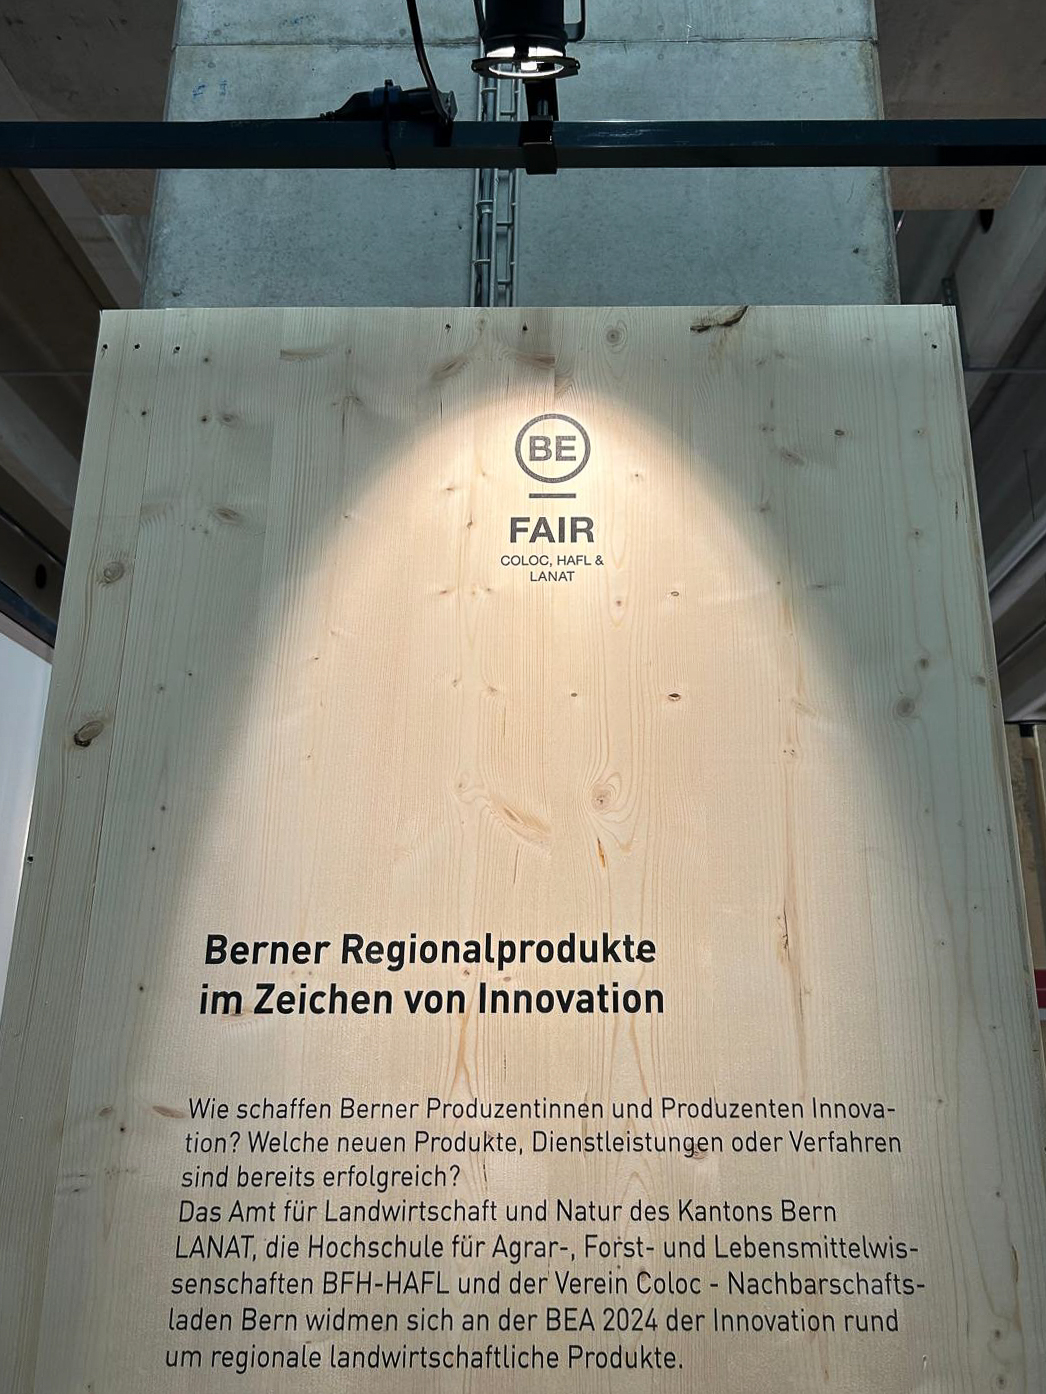 BE
FAIR
COLOC, HAFL &
LANAT
Berner Regionalprodukte
im Zeichen von Innovation
Wie schaffen Berner Produzentinnen und Produzenten Innova-
tion? Welche neuen Produkte, Dienstleistungen oder Verfahren
sind bereits erfolgreich?
Das Amt für Landwirtschaft und Natur des Kantons Bern
LANAT, die Hochschule für Agrar-, Forst- und Lebensmittelwis-
senschaften BFH-HAFL und der Verein Coloc - Nachbarschafts-
laden Bern widmen sich an der BEA 2024 der Innovation rund
um regionale landwirtschaftliche Produkte.